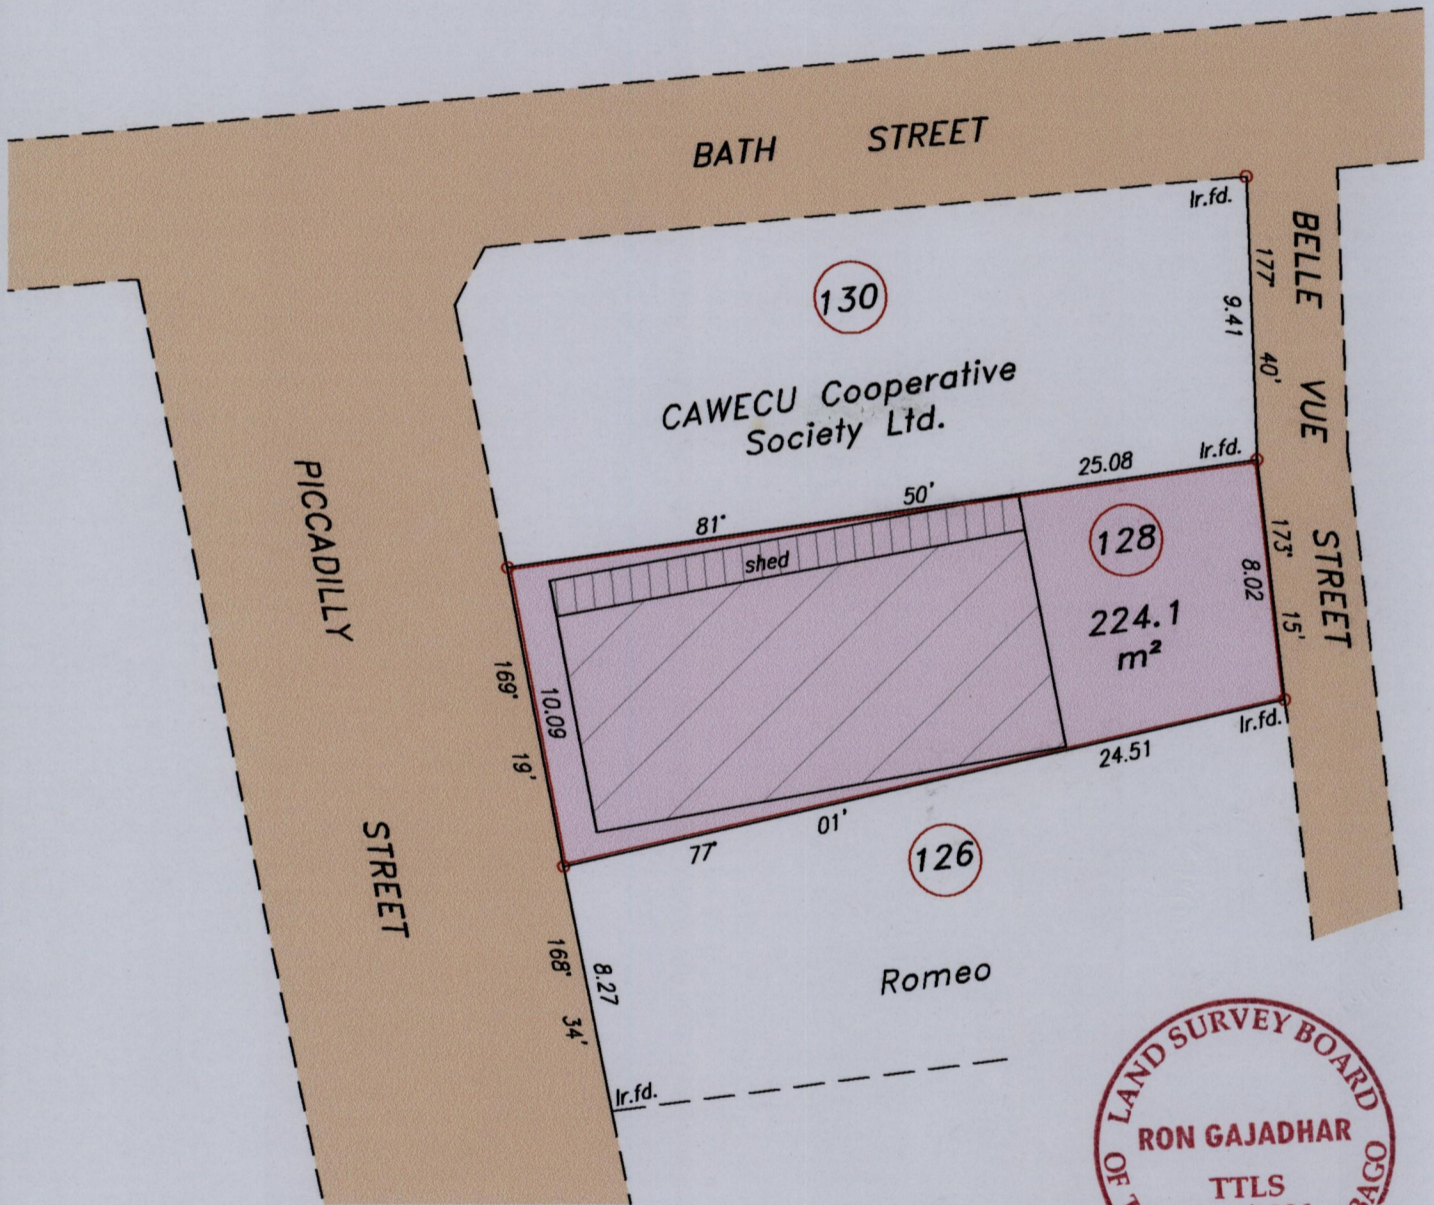 BATH STREET
Ir.fd.
BELLE VUE STREET
177° 40'
9.41
130
CAWECU Cooperative
Society Ltd.
PICCADILLY STREET
81° 50'
25.08
Ir.fd.
shed
128
224.1
m²
173° 15'
8.02
169° 19'
10.09
Ir.fd.
24.51
77° 01'
126
Romeo
168° 34'
8.27
Ir.fd.
LAND SURVEY BOARD
RON GAJADHAR
TTLS
OF